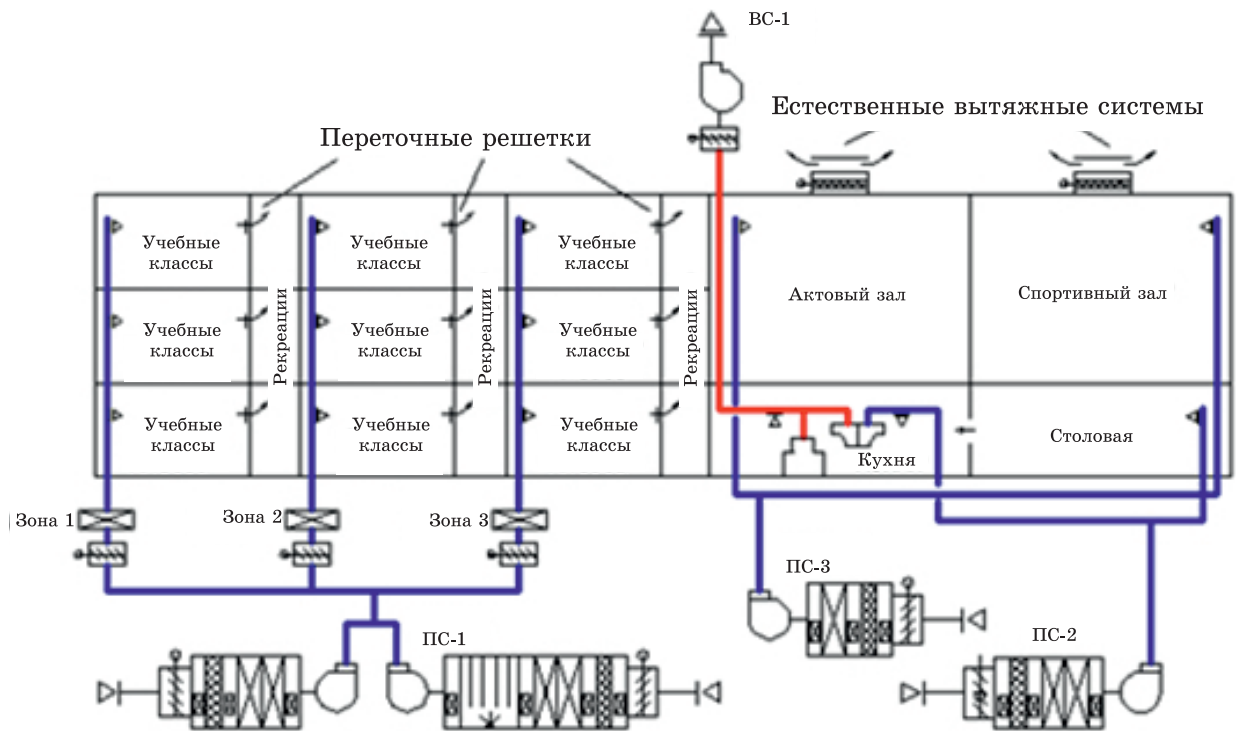 ВС-1
Естественные вытяжные системы
Переточные решетки
Учебные
классы
Учебные
классы
Учебные
классы
Учебные
классы
Учебные
классы
Учебные
классы
Учебные
классы
Учебные
классы
Учебные
классы
Рекреации
Рекреации
Рекреации
Актовый зал
Спортивный зал
Столовая
Кухня
Зона 1
Зона 2
Зона 3
ПС-3
ПС-1
ПС-2